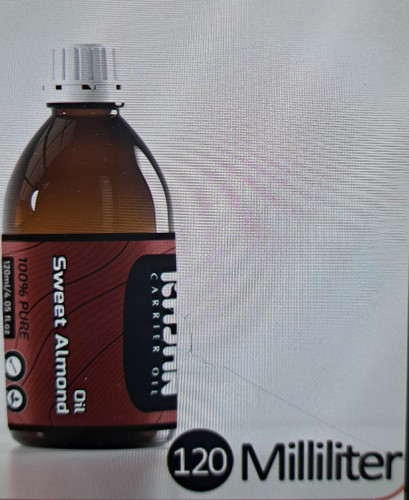 CARRIER OIL
Sweet Almond
Oil
100% PURE
120ml/4.05 fl.oz
120 Milliliter